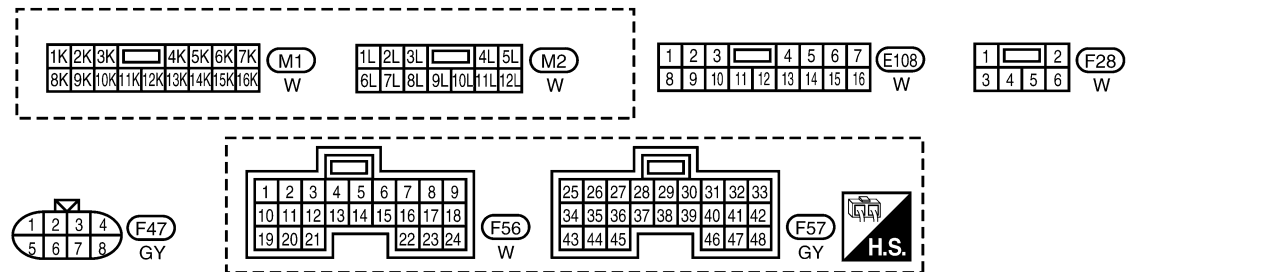 1K 2K 3K 4K 5K 6K 7K
8K 9K 10K 11K 12K 13K 14K 15K 16K
M1
W
1L 2L 3L 4L 5L
6L 7L 8L 9L 10L 11L 12L
M2
W
1 2 3 4 5 6 7
8 9 10 11 12 13 14 15 16
E108
W
1 2
3 4 5 6
F28
W
1 2 3 4
5 6 7 8
F47
GY
1 2 3 4 5 6 7 8 9
10 11 12 13 14 15 16 17 18
19 20 21 22 23 24
F56
W
25 26 27 28 29 30 31 32 33
34 35 36 37 38 39 40 41 42
43 44 45 46 47 48
F57
GY
H.S.